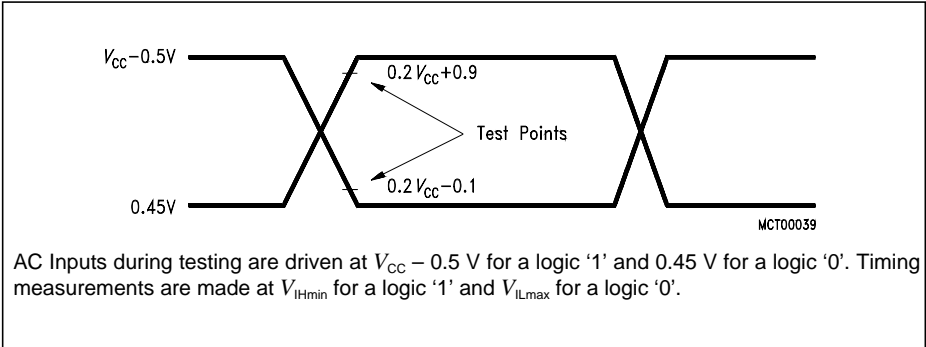 V_CC−0.5V
0.2 V_CC+0.9
Test Points
0.2 V_CC−0.1
0.45V
MCT00039
AC Inputs during testing are driven at V_CC – 0.5 V for a logic ‘1’ and 0.45 V for a logic ‘0’. Timing
measurements are made at V_IHmin for a logic ‘1’ and V_ILmax for a logic ‘0’.